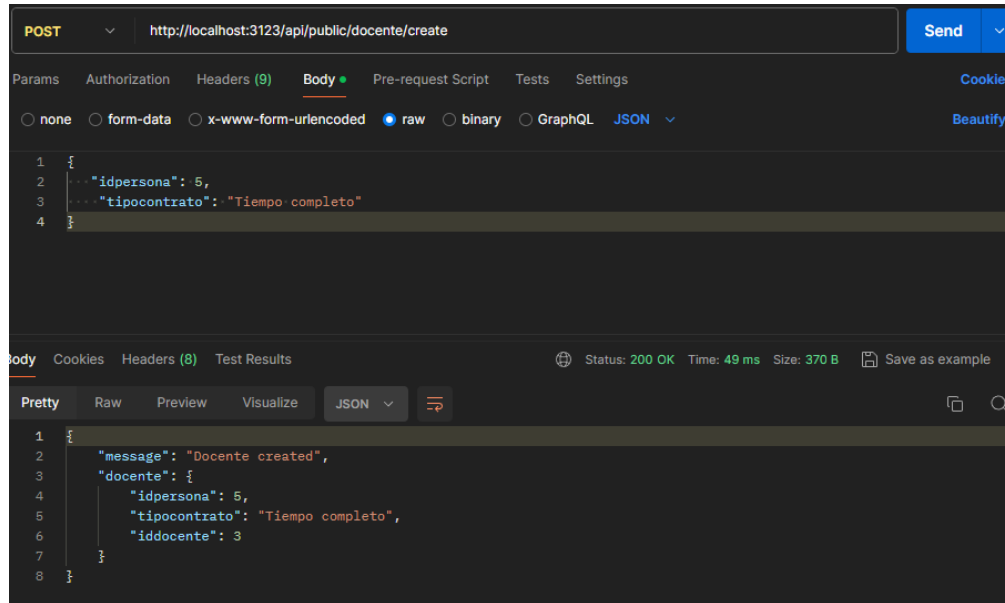 POST http://localhost:3123/api/public/docente/create Send
Params Authorization Headers (9) Body Pre-request Script Tests Settings Cookie
none form-data x-www-form-urlencoded raw binary GraphQL JSON Beautify
1 {
2 "idpersona": 5,
3 "tipocontrato": "Tiempo completo"
4 }
Body Cookies Headers (8) Test Results Status: 200 OK Time: 49 ms Size: 370 B Save as example
Pretty Raw Preview Visualize JSON
1 {
2 "message": "Docente created",
3 "docente": {
4 "idpersona": 5,
5 "tipocontrato": "Tiempo completo",
6 "iddocente": 3
7 }
8 }